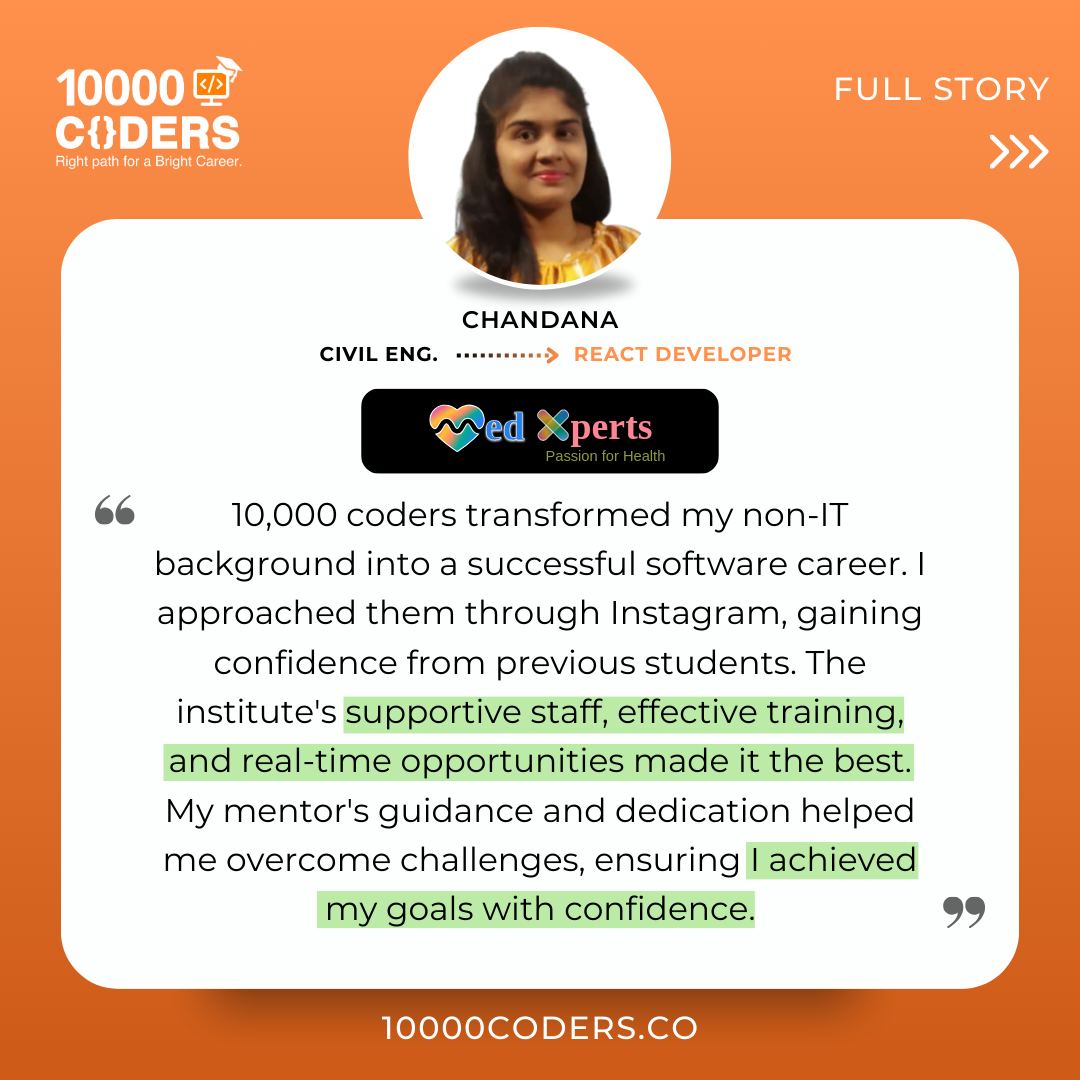 10000
C{}DERS
Right path for a Bright Career.
FULL STORY
CHANDANA
CIVIL ENG. REACT DEVELOPER
Med Xperts
Passion for Health
“ 10,000 coders transformed my non-IT
background into a successful software career. I
approached them through Instagram, gaining
confidence from previous students. The
institute's supportive staff, effective training,
and real-time opportunities made it the best.
My mentor's guidance and dedication helped
me overcome challenges, ensuring I achieved
my goals with confidence. ”
10000CODERS.CO